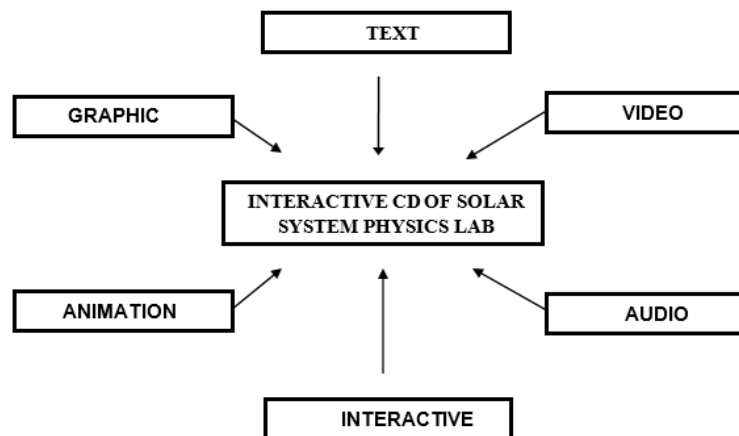 TEXT
GRAPHIC
VIDEO
INTERACTIVE CD OF SOLAR
SYSTEM PHYSICS LAB
ANIMATION
AUDIO
INTERACTIVE